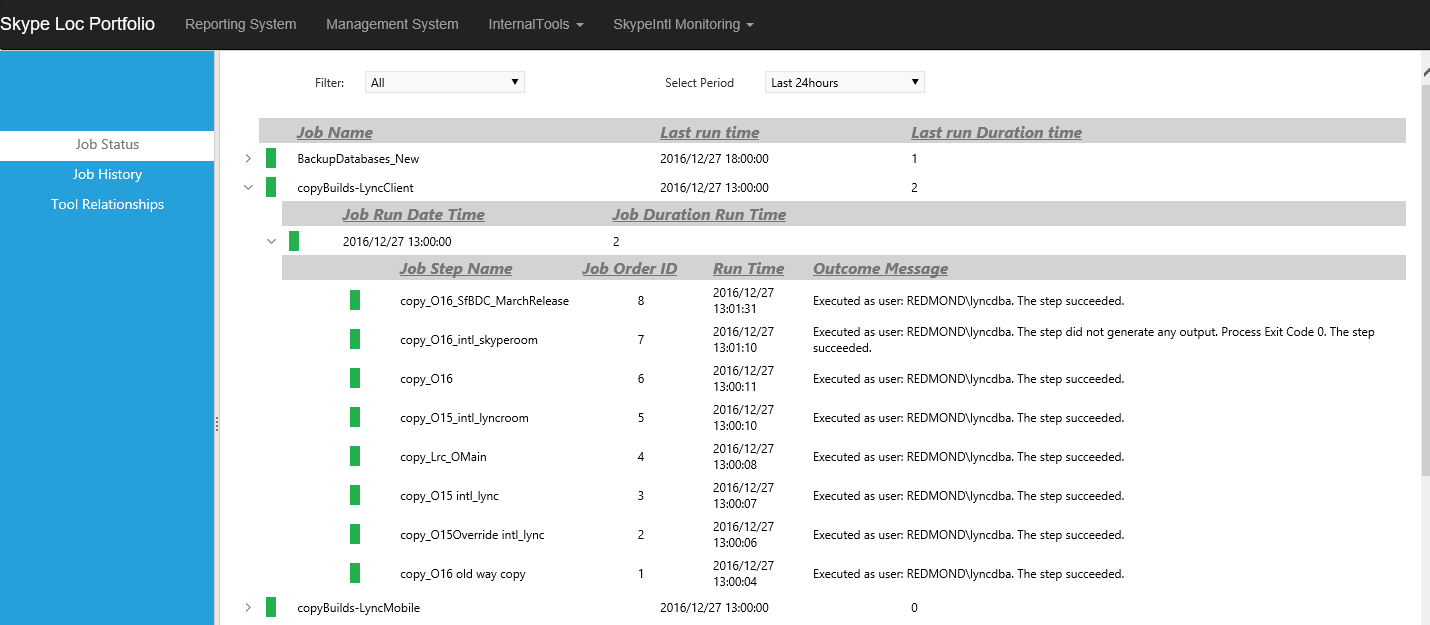 Skype Loc Portfolio Reporting System Management System InternalTools SkypeIntl Monitoring
Filter: All Select Period Last 24hours
Job Status
Job History
Tool Relationships
Job Name Last run time Last run Duration time
BackupDatabases_New 2016/12/27 18:00:00 1
copyBuilds-LyncClient 2016/12/27 13:00:00 2
Job Run Date Time Job Duration Run Time
2016/12/27 13:00:00 2
Job Step Name Job Order ID Run Time Outcome Message
copy_O16_SfBDC_MarchRelease 8 2016/12/27
13:01:31 Executed as user: REDMOND\lyncdba. The step succeeded.
copy_O16_intl_skyperoom 7 2016/12/27
13:01:10 Executed as user: REDMOND\lyncdba. The step did not generate any output. Process Exit Code 0. The step
succeeded.
copy_O16 6 2016/12/27
13:00:11 Executed as user: REDMOND\lyncdba. The step succeeded.
copy_O15_intl_lyncroom 5 2016/12/27
13:00:10 Executed as user: REDMOND\lyncdba. The step succeeded.
copy_Lrc_OMain 4 2016/12/27
13:00:08 Executed as user: REDMOND\lyncdba. The step succeeded.
copy_O15 intl_lync 3 2016/12/27
13:00:07 Executed as user: REDMOND\lyncdba. The step succeeded.
copy_O15Override intl_lync 2 2016/12/27
13:00:06 Executed as user: REDMOND\lyncdba. The step succeeded.
copy_O16 old way copy 1 2016/12/27
13:00:04 Executed as user: REDMOND\lyncdba. The step succeeded.
copyBuilds-LyncMobile 2016/12/27 13:00:00 0